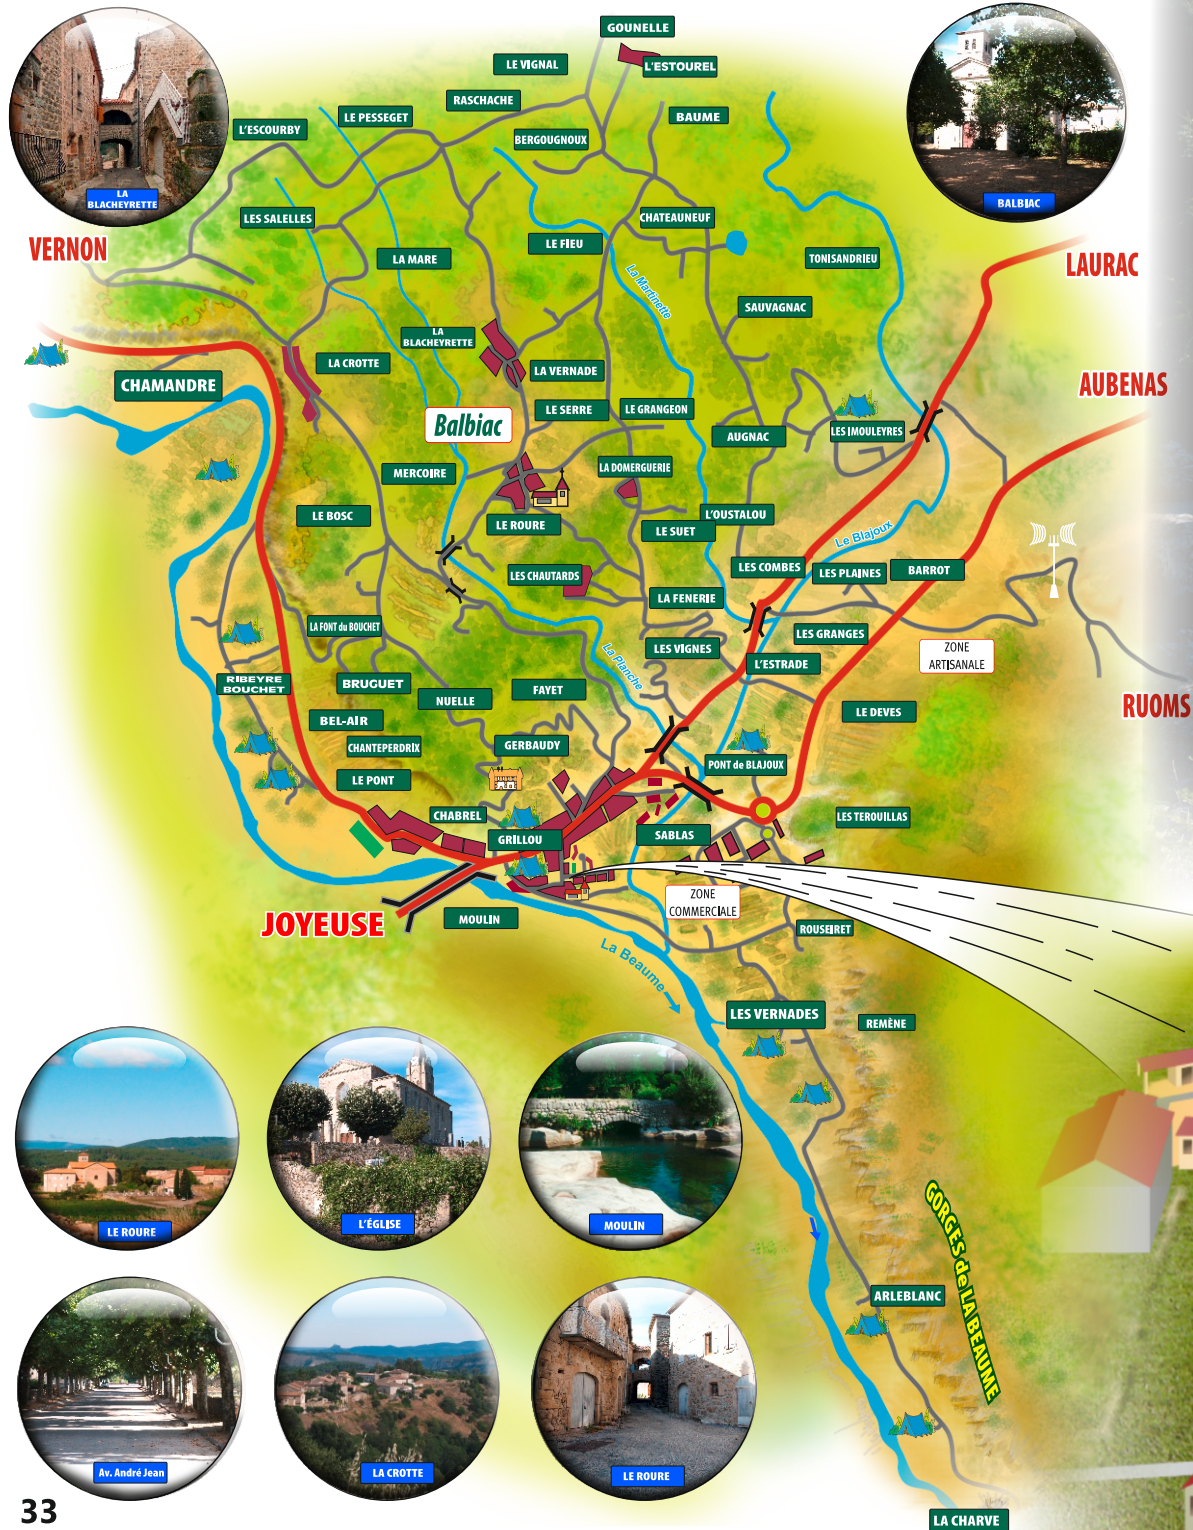 GOUNELLE
LE VIGNAL
L'ESTOUREL
RASCHACHE
LE PESSEGET
BAUME
L'ESCOURBY
BERGOUGNOUX
LA
BLACHEYRETTE
BALBIAC
LES SALELLES
CHATEAUNEUF
VERNON
LE FIEU
LA MARE
TONISANDRIEU
LAURAC
La Martinette
SAUVAGNAC
LA
BLACHEYRETTE
LA CROTTE
LA VERNADE
CHAMANDRE
AUBENAS
LE SERRE
LE GRANGEON
Balbiac
AUGNAC
LES IMOULEYRES
MERCOIRE
LA DOMERGUERIE
LE BOSC
LE ROURE
L'OUSTALOU
LE SUET
Le Blajoux
LES COMBES
LES PLAINES
BARROT
LES CHAUTARDS
LA FENERIE
LA FONT du BOUCHET
LES GRANGES
LES VIGNES
ZONE
ARTISANALE
L'ESTRADE
La Planche
RIBEYRE
BOUCHET
BRUGUET
NUELLE
FAYET
RUOMS
LE DEVES
BEL-AIR
CHANTEPERDRIX
GERBAUDY
PONT de BLAJOUX
LE PONT
CHABREL
LES TEROUILLAS
GRILLOU
SABLAS
ZONE
COMMERCIALE
JOYEUSE
MOULIN
ROUSEIRET
La Beaume
LES VERNADES
REMÈNE
LE ROURE
L'ÉGLISE
MOULIN
GORGES de LA BEAUME
ARLEBLANC
Av. André Jean
LA CROTTE
LE ROURE
33
LA CHARVE